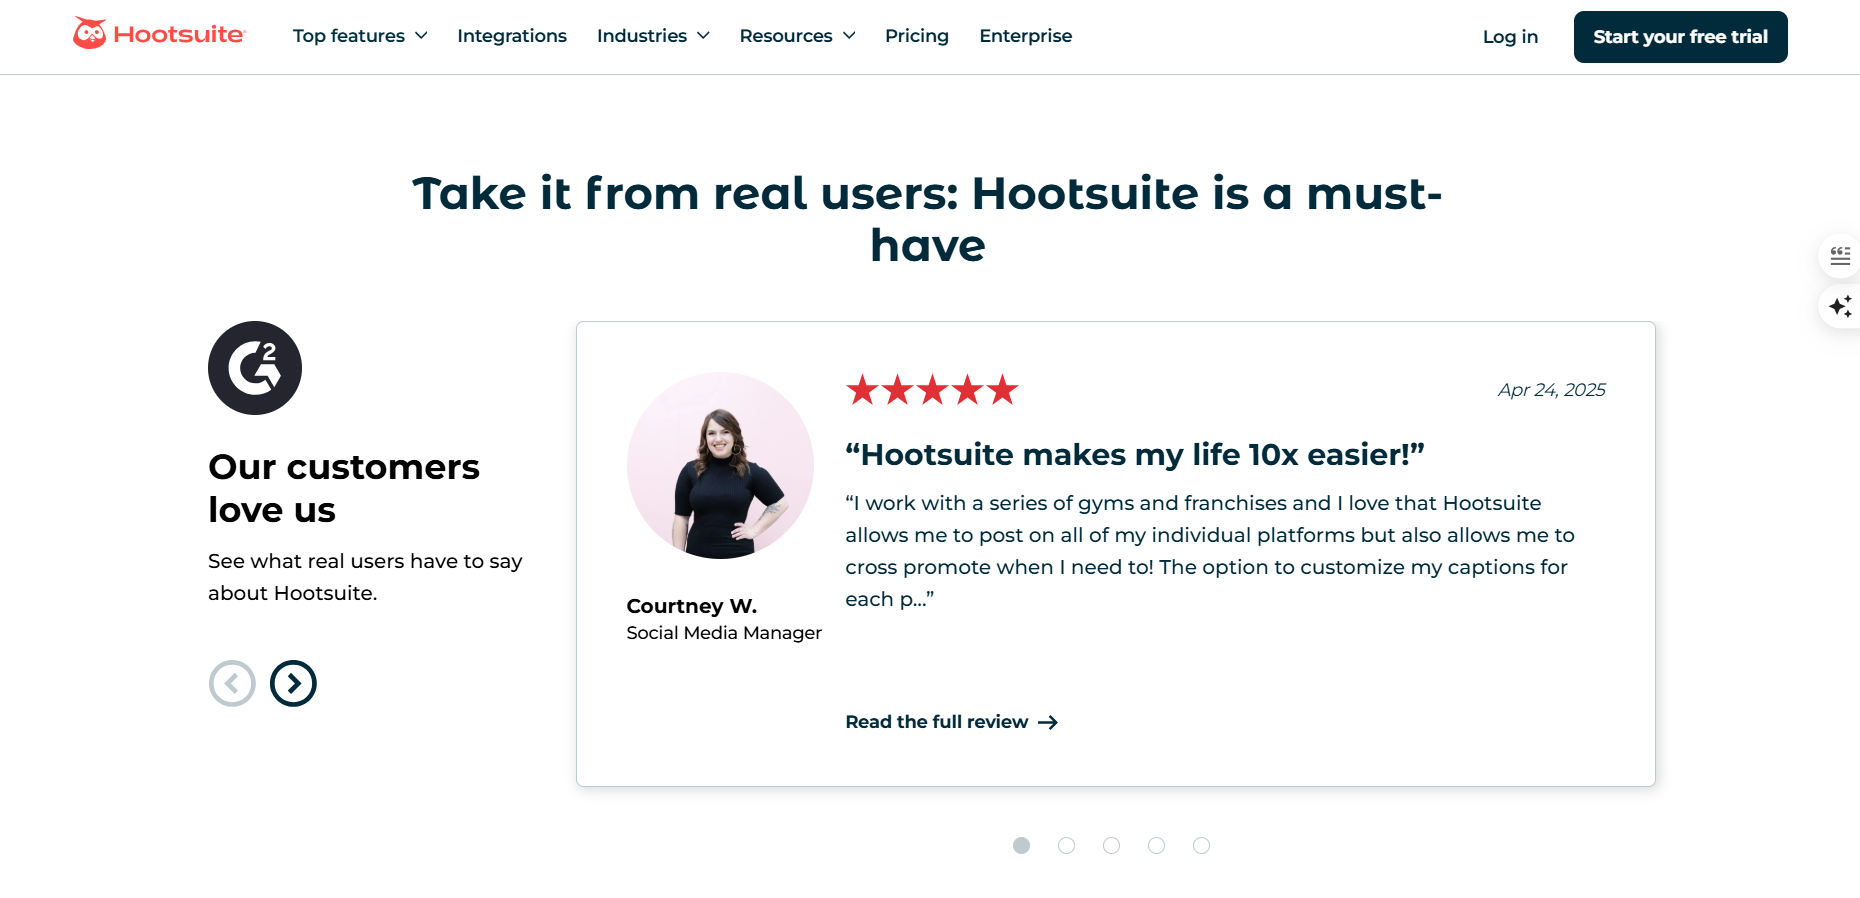 Hootsuite
Top features
Integrations
Industries
Resources
Pricing
Enterprise
Log in
Start your free trial
Take it from real users: Hootsuite is a must-
have
G2
Our customers
love us
See what real users have to say
about Hootsuite.
Courtney W.
Social Media Manager
Apr 24, 2025
“Hootsuite makes my life 10x easier!”
“I work with a series of gyms and franchises and I love that Hootsuite
allows me to post on all of my individual platforms but also allows me to
cross promote when I need to! The option to customize my captions for
each p...”
Read the full review